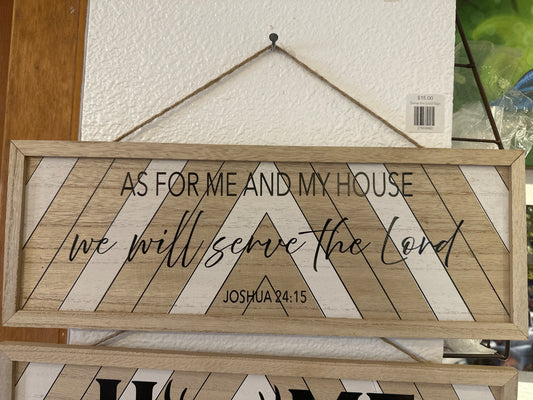 $15.00
AS FOR ME AND MY HOUSE
we will serve the Lord
JOSHUA 24:15